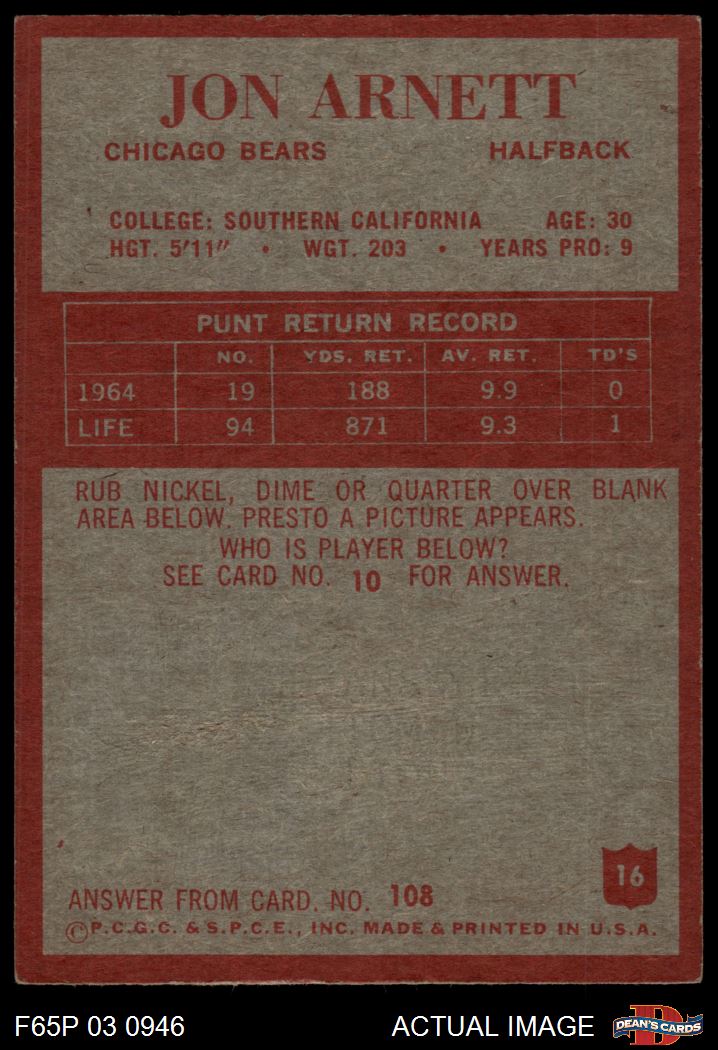 JON ARNETT
CHICAGO BEARS HALFBACK
COLLEGE: SOUTHERN CALIFORNIA AGE: 30
HGT. 5'11" • WGT. 203 • YEARS PRO: 9
PUNT RETURN RECORD
NO. YDS. RET. AV. RET. TD'S
1964 19 188 9.9 0
LIFE 94 871 9.3 1
RUB NICKEL, DIME OR QUARTER OVER BLANK
AREA BELOW. PRESTO A PICTURE APPEARS.
WHO IS PLAYER BELOW?
SEE CARD NO. 10 FOR ANSWER.
16
ANSWER FROM CARD. NO. 108
©P.C.G.C. & S.P.C.E., INC. MADE & PRINTED IN U.S.A.
F65P 03 0946 ACTUAL IMAGE D DEAN'S CARDS